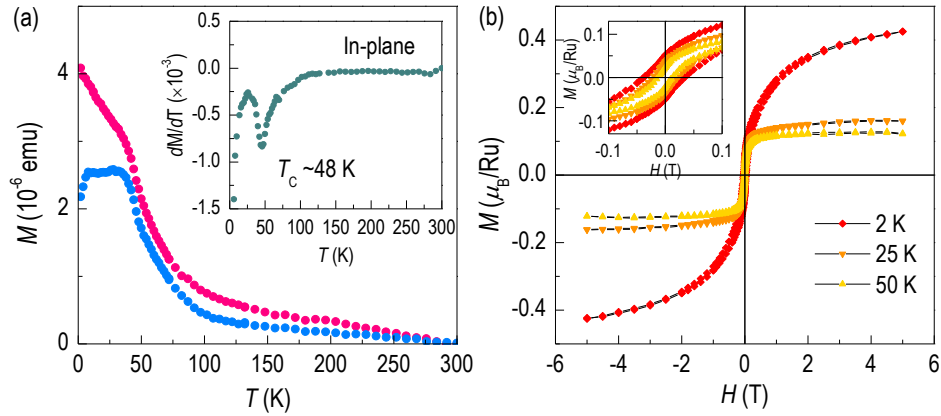 (a)
M (10⁻⁶ emu)
4
2
0
0 50 100 150 200 250 300
T (K)
dM/dT (×10⁻³)
0.0
-0.5
-1.0
-1.5
In-plane
T_C ~48 K
0 50 100 150 200 250 300
T (K)
(b)
M (μ_B/Ru)
0.4
0.2
0.0
-0.2
-0.4
-6 -4 -2 0 2 4 6
H (T)
M (μ_B/Ru)
0.1
0.0
-0.1
-0.1 0.0 0.1
H (T)
2 K
25 K
50 K